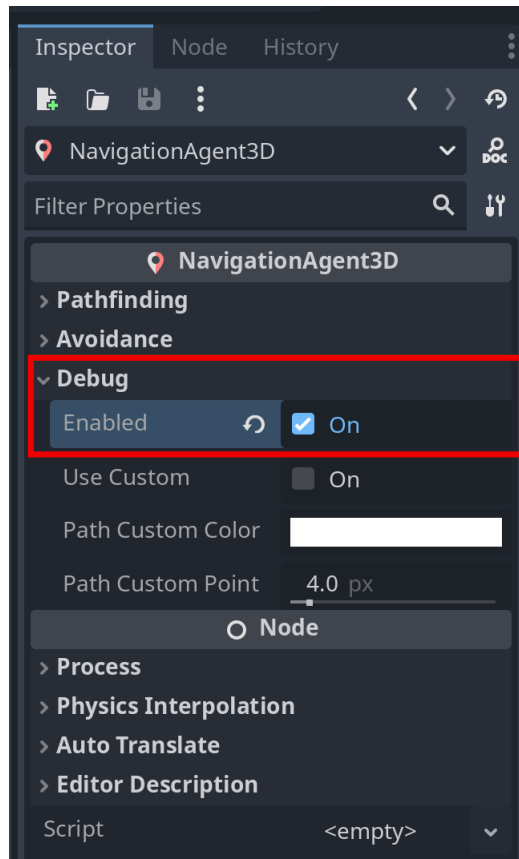 Inspector Node History
NavigationAgent3D
DOC
Filter Properties
NavigationAgent3D
Pathfinding
Avoidance
Debug
Enabled On
Use Custom On
Path Custom Color
Path Custom Point 4.0 px
Node
Process
Physics Interpolation
Auto Translate
Editor Description
Script <empty>